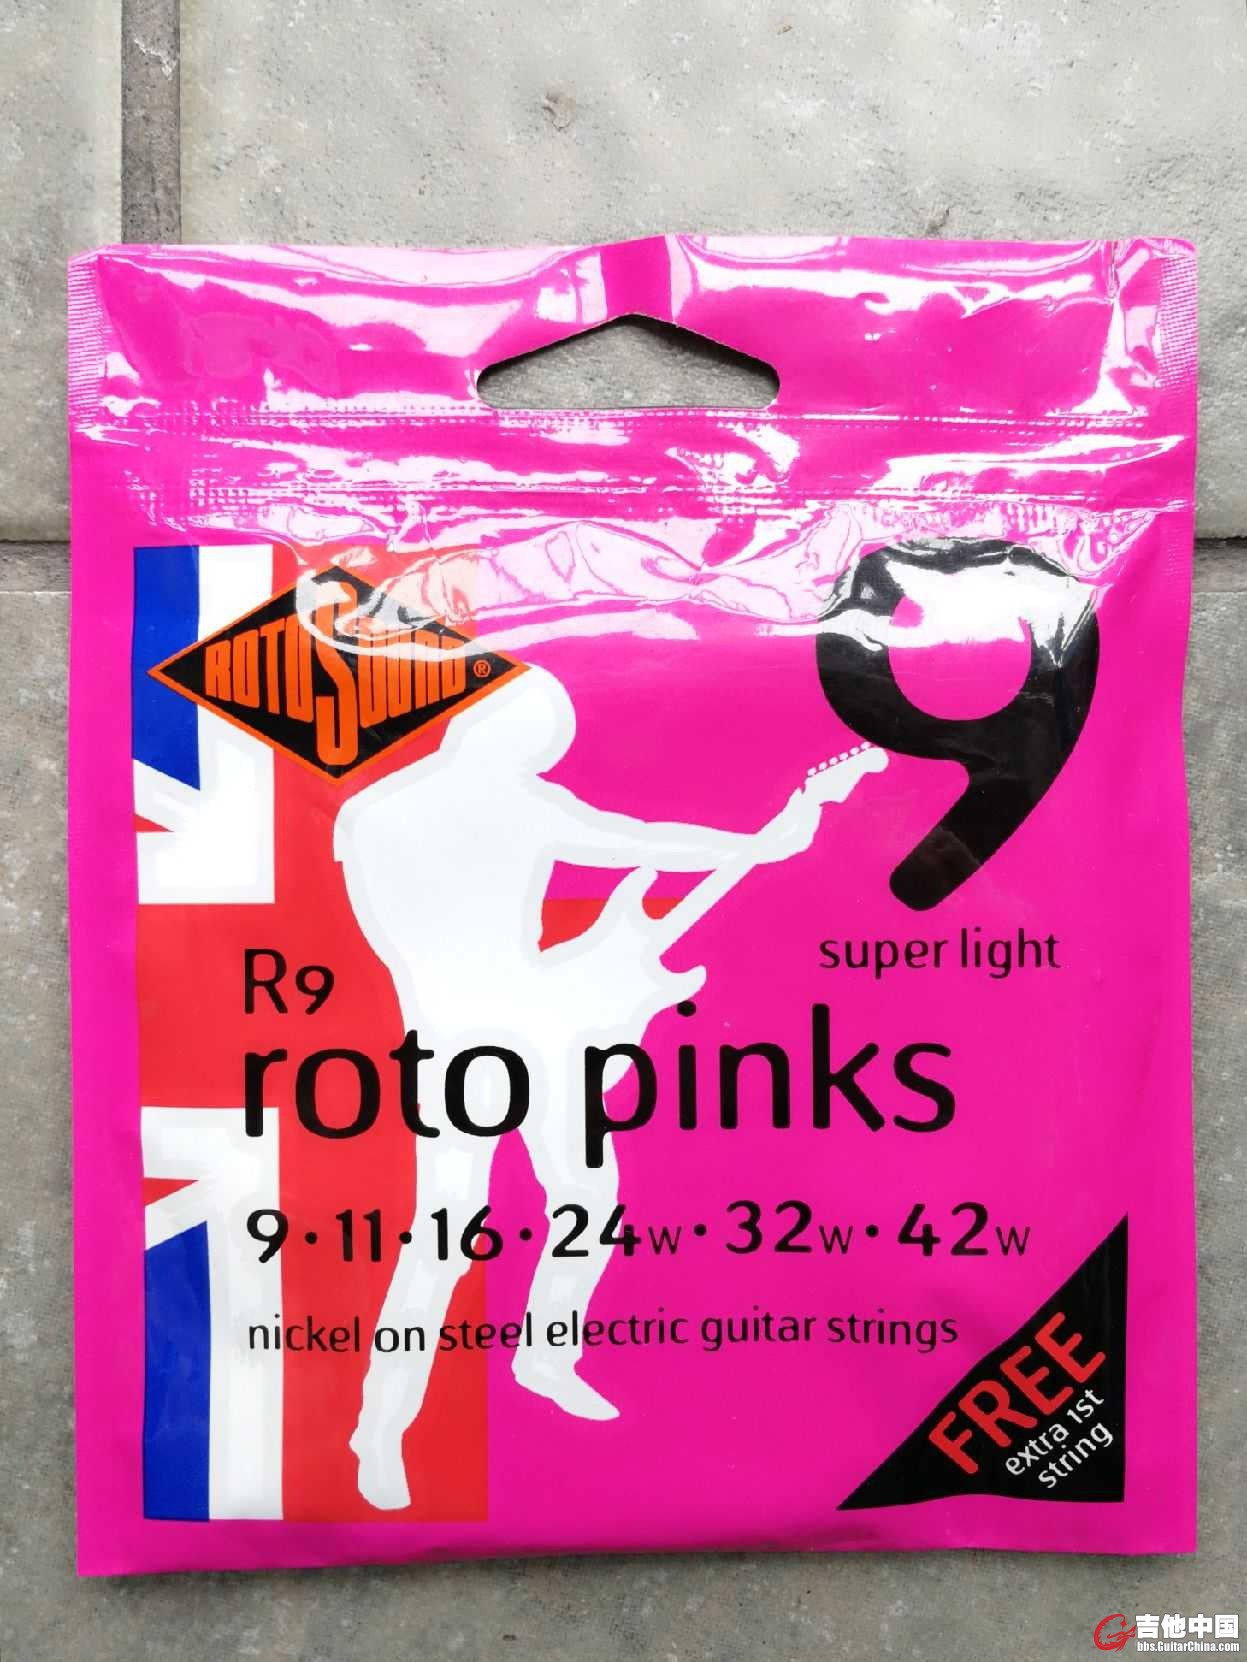 ROTOSOUND®
9
super light
R9
roto pinks
9·11·16·24w·32w·42w
nickel on steel electric guitar strings
FREE
extra 1st
string
吉他中国
bbs.GuitarChina.com